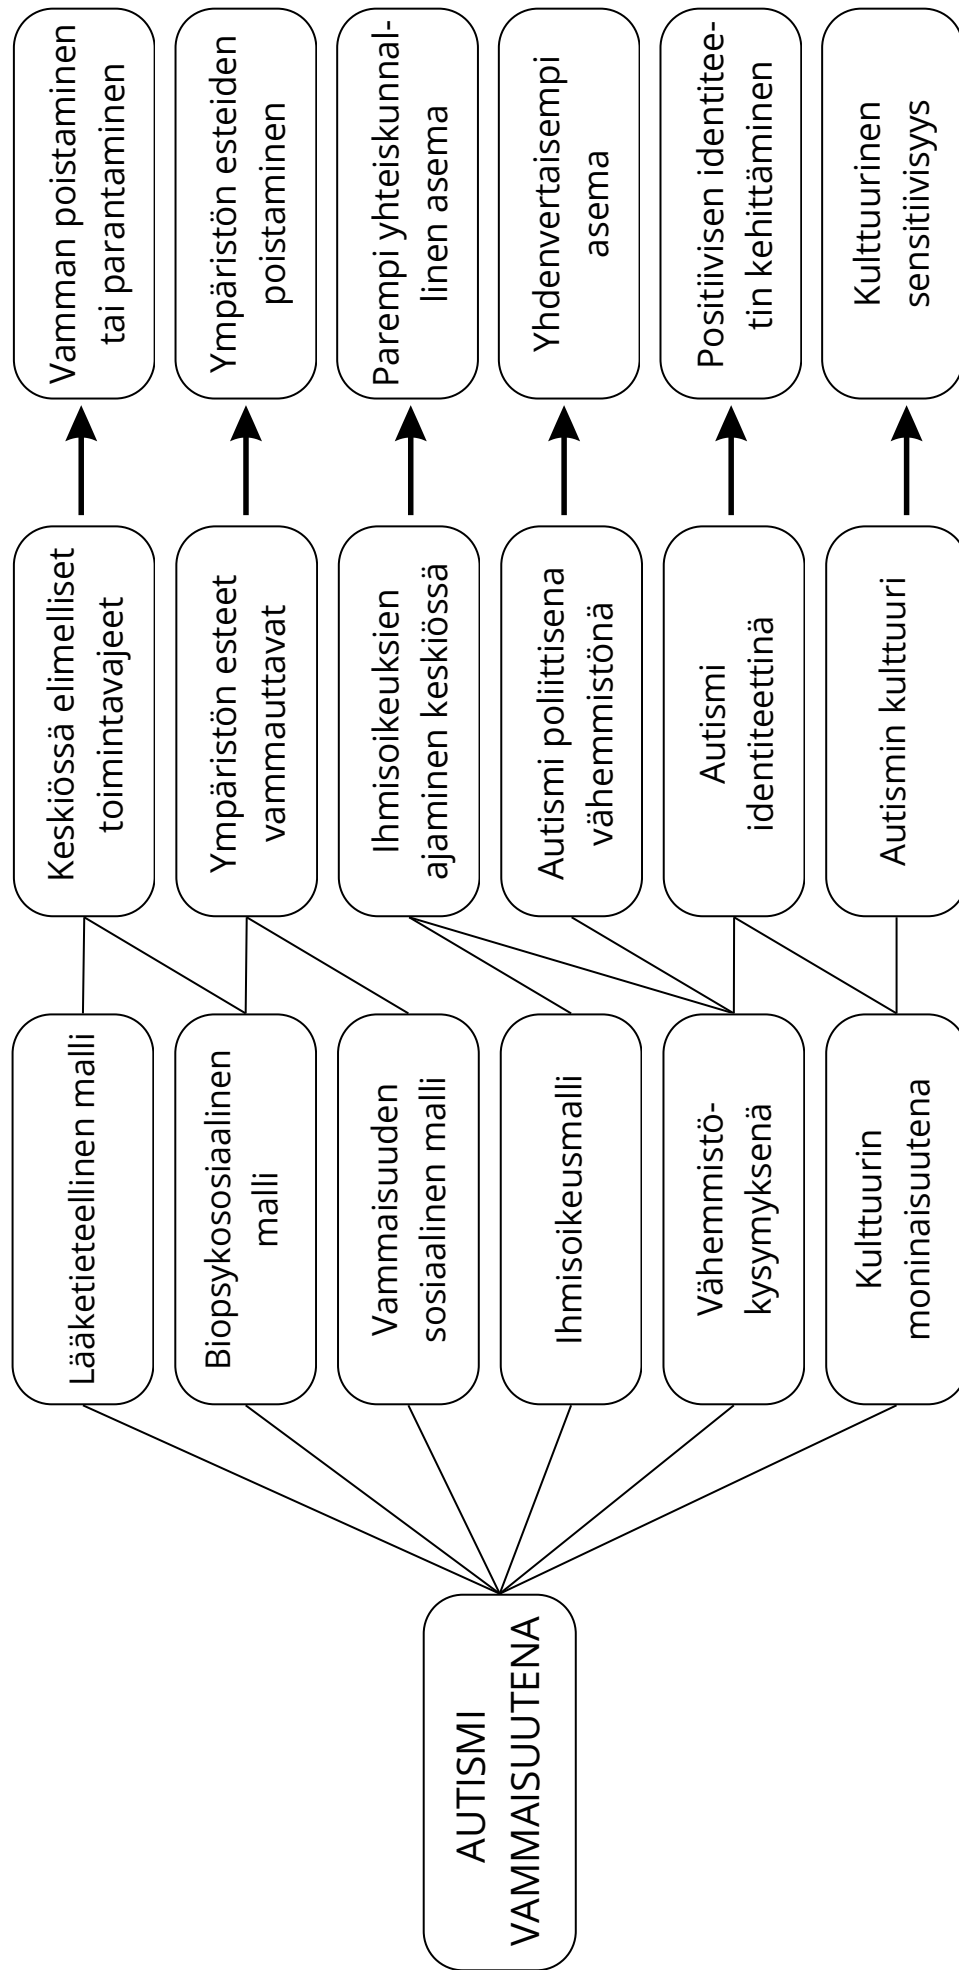 AUTISMI
VAMMAISUUTENA
Lääketieteellinen malli
Biopsykososiaalinen
malli
Vammaisuuden
sosiaalinen malli
Ihmisoikeusmalli
Vähemmistö-
kysymyksenä
Kulttuurin
moninaisuutena
Keskiössä elimelliset
toimintavajeet
Ympäristön esteet
vammauttavat
Ihmisoikeuksien
ajaminen keskiössä
Autismi poliittisena
vähemmistönä
Autismi
identiteettinä
Autismin kulttuuri
Vamman poistaminen
tai parantaminen
Ympäristön esteiden
poistaminen
Parempi yhteiskunnal-
linen asema
Yhdenvertaisempi
asema
Positiivisen identitee-
tin kehittäminen
Kulttuurinen
sensitiivisyys